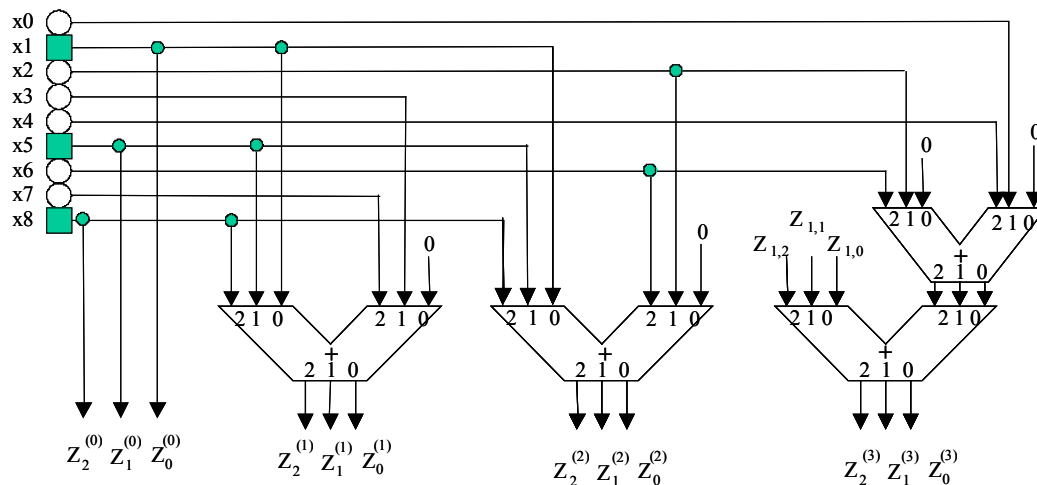 x0
x1
x2
x3
x4
x5
x6
x7
x8
0
0
0
0
2 1 0
2 1 0
+
2 1 0
Z1,2
Z1,1
Z1,0
2 1 0
2 1 0
+
2 1 0
2 1 0
2 1 0
+
2 1 0
2 1 0
2 1 0
+
2 1 0
Z2(0) Z1(0) Z0(0)
Z2(1) Z1(1) Z0(1)
Z2(2) Z1(2) Z0(2)
Z2(3) Z1(3) Z0(3)